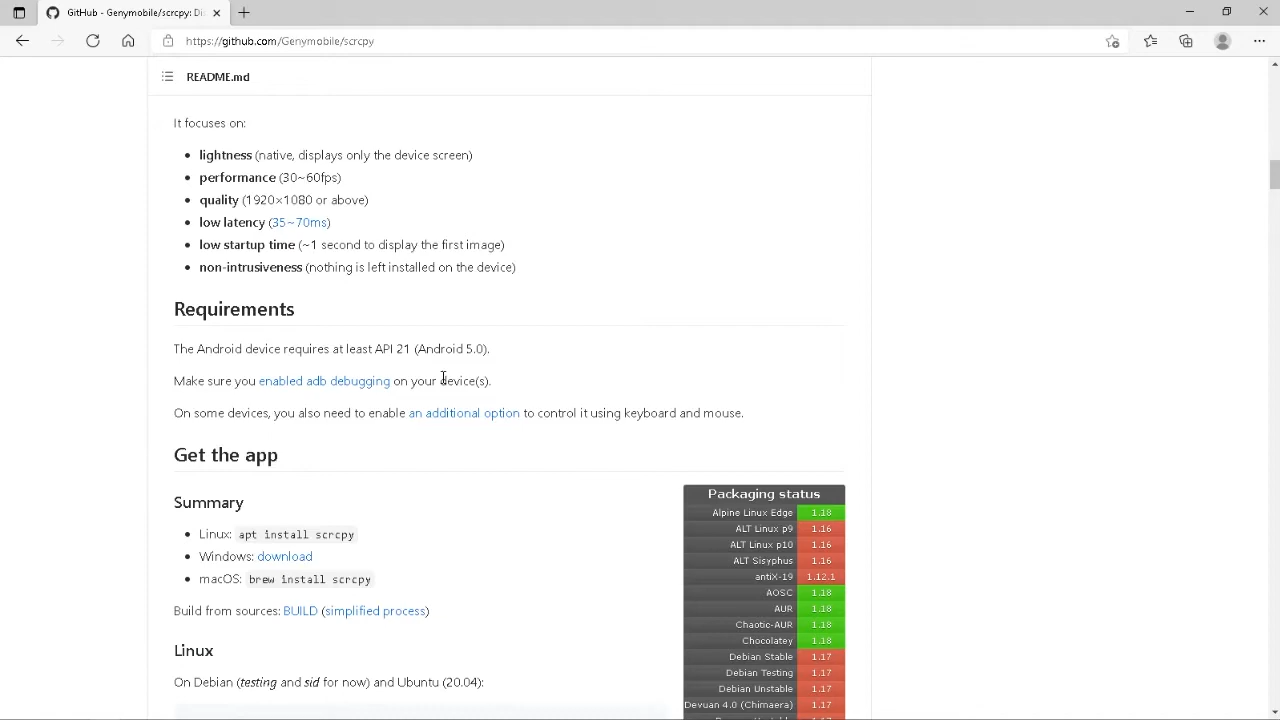 GitHub - Genymobile/scrcpy: Dis
https://github.com/Genymobile/scrcpy
README.md
It focuses on:
lightness (native, displays only the device screen)
performance (30~60fps)
quality (1920×1080 or above)
low latency (35~70ms)
low startup time (~1 second to display the first image)
non-intrusiveness (nothing is left installed on the device)
Requirements
The Android device requires at least API 21 (Android 5.0).
Make sure you enabled adb debugging on your device(s).
On some devices, you also need to enable an additional option to control it using keyboard and mouse.
Get the app
Summary
Linux: apt install scrcpy
Windows: download
macOS: brew install scrcpy
Build from sources: BUILD (simplified process)
Linux
On Debian (testing and sid for now) and Ubuntu (20.04):
Packaging status
Alpine Linux Edge 1.18
ALT Linux p9 1.16
ALT Linux p10 1.16
ALT Sisyphus 1.16
antiX-19 1.12.1
AOSC 1.18
AUR 1.18
Chaotic-AUR 1.18
Chocolatey 1.18
Debian Stable 1.17
Debian Testing 1.17
Debian Unstable 1.17
Devuan 4.0 (Chimaera) 1.17